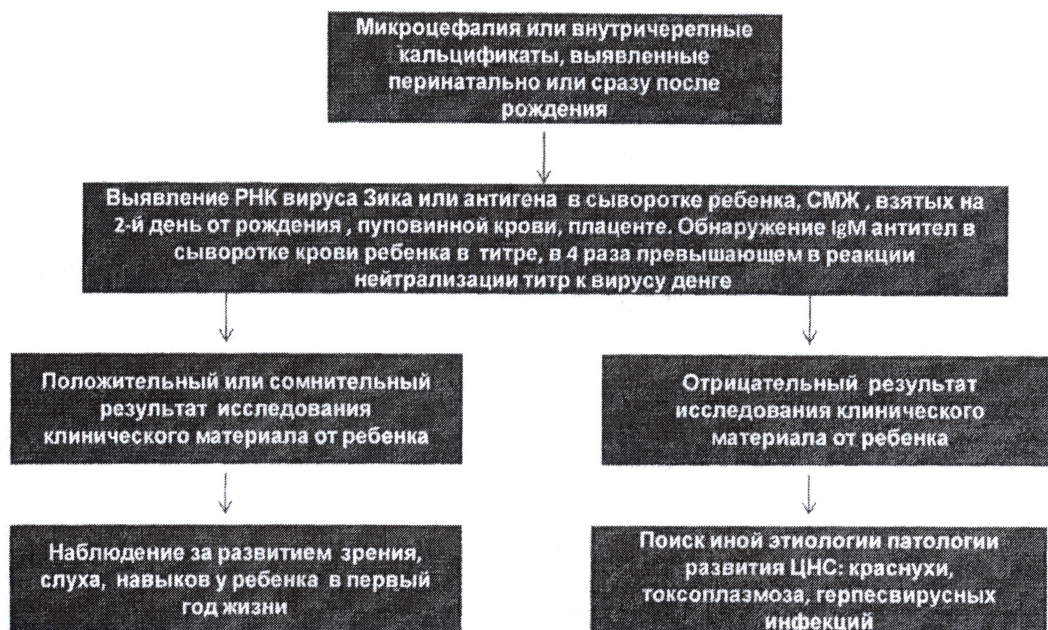 Микроцефалия или внутричерепные
кальцификаты, выявленные
перинатально или сразу после
рождения
Выявление РНК вируса Зика или антигена в сыворотке ребенка, СМЖ , взятых на
2-й день от рождения , пуповинной крови, плаценте. Обнаружение IgM антител в
сыворотке крови ребенка в титре, в 4 раза превышающем в реакции
нейтрализации титр к вирусу денге
Положительный или сомнительный
результат исследования
клинического материала от ребенка
Отрицательный результат
исследования клинического
материала от ребенка
Наблюдение за развитием зрения,
слуха, навыков у ребенка в первый
год жизни
Поиск иной этиологии патологии
развития ЦНС: краснухи,
токсоплазмоза, герпесвирусных
инфекций